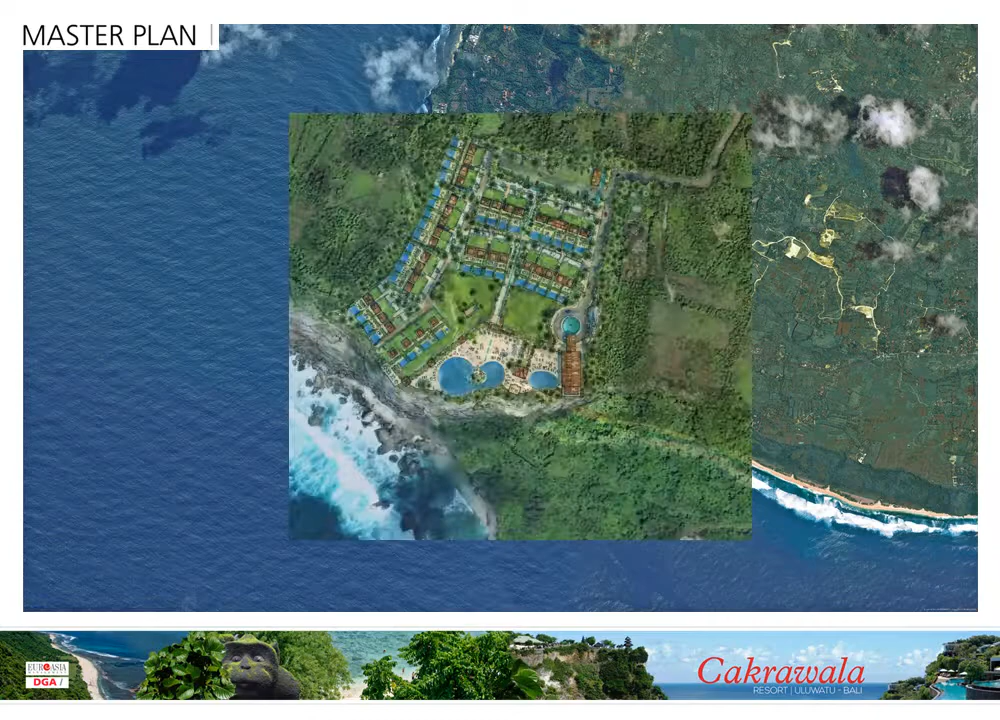 MASTER PLAN
EUROASIA
DGA /
Cakrawala
RESORT | ULUWATU - BALI